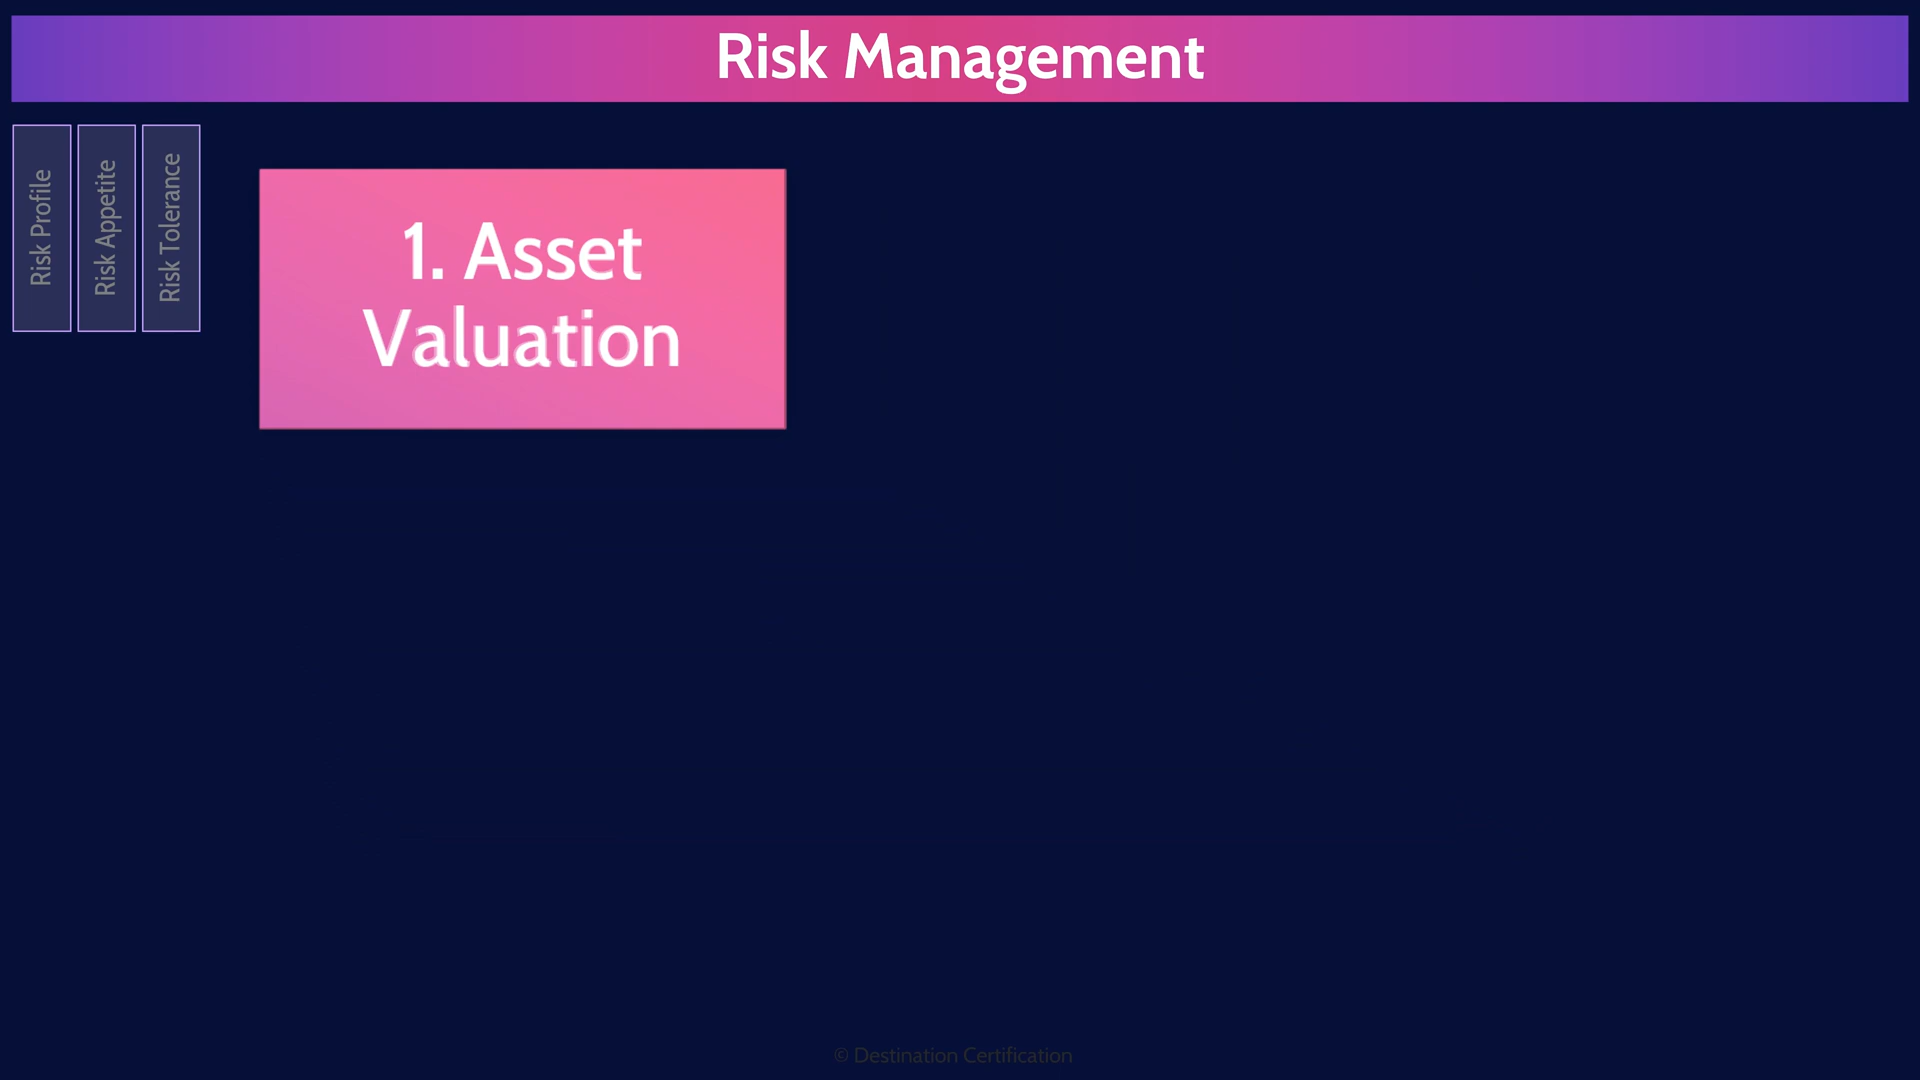 Risk Management
Risk Profile
Risk Appetite
Risk Tolerance
1. Asset
Valuation
© Destination Certification